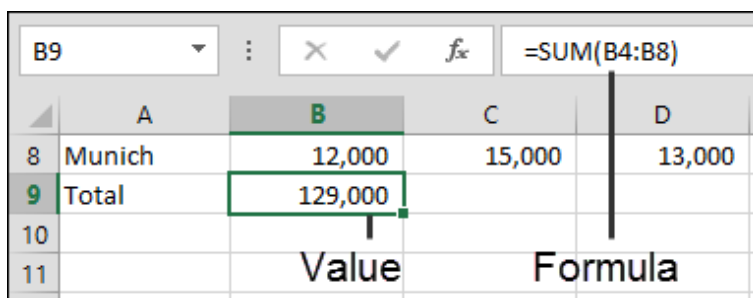 B9 fx =SUM(B4:B8)
A B C D
8 Munich 12,000 15,000 13,000
9 Total 129,000
10
11 Value Formula